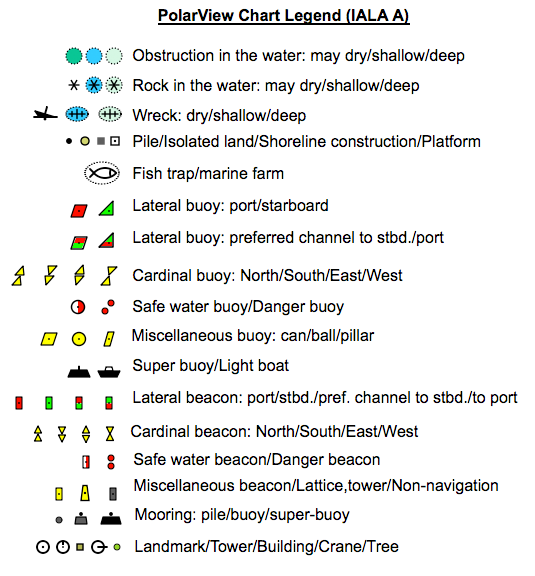 PolarView Chart Legend (IALA A)
Obstruction in the water: may dry/shallow/deep
Rock in the water: may dry/shallow/deep
Wreck: dry/shallow/deep
Pile/Isolated land/Shoreline construction/Platform
Fish trap/marine farm
Lateral buoy: port/starboard
Lateral buoy: preferred channel to stbd./port
Cardinal buoy: North/South/East/West
Safe water buoy/Danger buoy
Miscellaneous buoy: can/ball/pillar
Super buoy/Light boat
Lateral beacon: port/stbd./pref. channel to stbd./to port
Cardinal beacon: North/South/East/West
Safe water beacon/Danger beacon
Miscellaneous beacon/Lattice,tower/Non-navigation
Mooring: pile/buoy/super-buoy
Landmark/Tower/Building/Crane/Tree